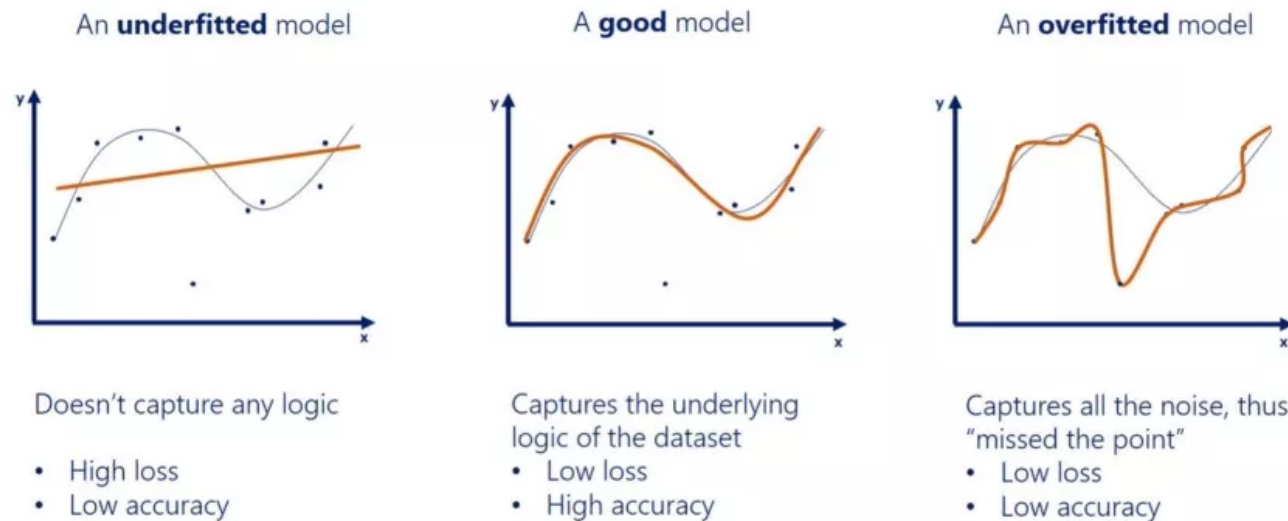 An underfitted model
A good model
An overfitted model
y
x
y
x
y
x
Doesn't capture any logic
• High loss
• Low accuracy
Captures the underlying
logic of the dataset
• Low loss
• High accuracy
Captures all the noise, thus
"missed the point"
• Low loss
• Low accuracy